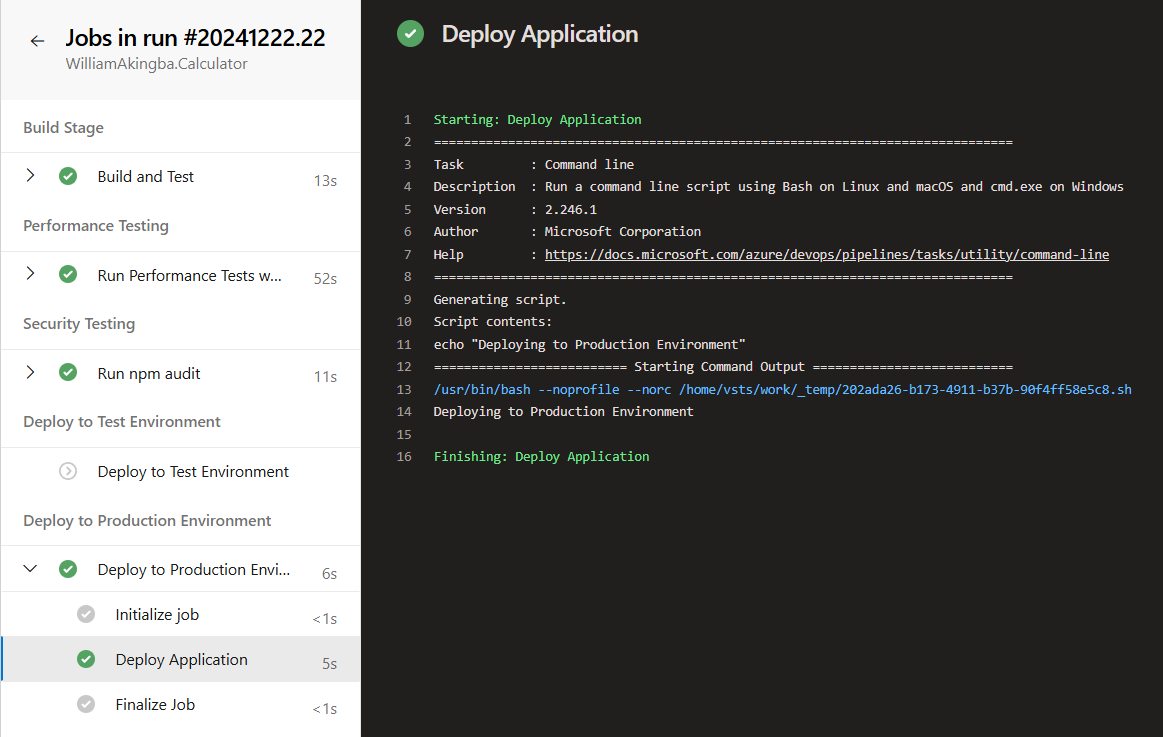 Jobs in run #20241222.22
WilliamAkingba.Calculator
Build Stage
Build and Test 13s
Performance Testing
Run Performance Tests w... 52s
Security Testing
Run npm audit 11s
Deploy to Test Environment
Deploy to Test Environment
Deploy to Production Environment
Deploy to Production Envi... 6s
Initialize job <1s
Deploy Application 5s
Finalize Job <1s
Deploy Application
1 Starting: Deploy Application
2 ==============================================================================
3 Task         : Command line
4 Description  : Run a command line script using Bash on Linux and macOS and cmd.exe on Windows
5 Version      : 2.246.1
6 Author       : Microsoft Corporation
7 Help         : https://docs.microsoft.com/azure/devops/pipelines/tasks/utility/command-line
8 ==============================================================================
9 Generating script.
10 Script contents:
11 echo "Deploying to Production Environment"
12 ========================== Starting Command Output ===========================
13 /usr/bin/bash --noprofile --norc /home/vsts/work/_temp/202ada26-b173-4911-b37b-90f4ff58e5c8.sh
14 Deploying to Production Environment
15
16 Finishing: Deploy Application